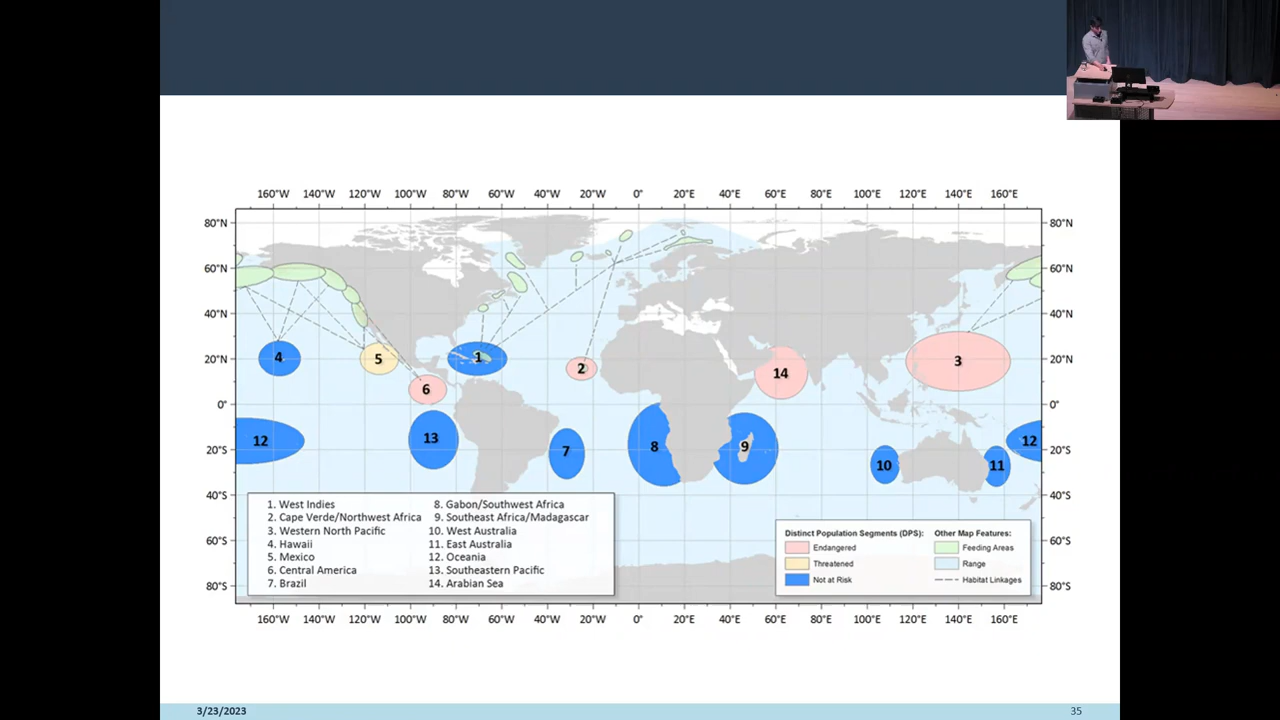 160°W 140°W 120°W 100°W 80°W 60°W 40°W 20°W 0° 20°E 40°E 60°E 80°E 100°E 120°E 140°E 160°E
80°N 80°N
60°N 60°N
40°N 40°N
4 5 1 2 14 3
20°N 20°N
6
0° 0°
12 13 7 8 9 10 11 12
20°S 20°S
40°S 40°S
60°S 60°S
80°S 80°S
1. West Indies
2. Cape Verde/Northwest Africa
3. Western North Pacific
4. Hawaii
5. Mexico
6. Central America
7. Brazil
8. Gabon/Southwest Africa
9. Southeast Africa/Madagascar
10. West Australia
11. East Australia
12. Oceania
13. Southeastern Pacific
14. Arabian Sea
Distinct Population Segments (DPS):
Endangered
Threatened
Not at Risk
Other Map Features:
Feeding Areas
Range
Habitat Linkages
160°W 140°W 120°W 100°W 80°W 60°W 40°W 20°W 0° 20°E 40°E 60°E 80°E 100°E 120°E 140°E 160°E
3/23/2023 35